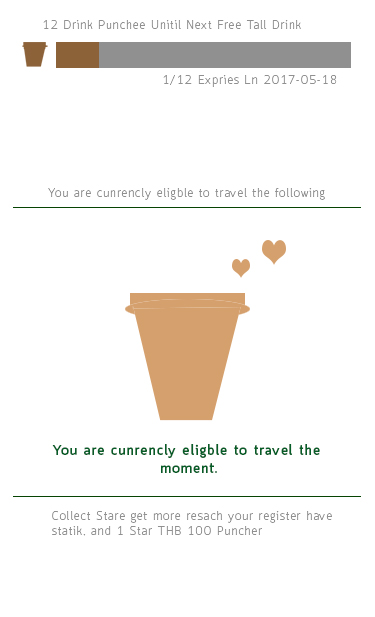 12 Drink Punchee Unitil Next Free Tall Drink
1/12 Expries Ln 2017-05-18
You are cunrencly eligble to travel the following
You are cunrencly eligble to travel the
moment.
Collect Stare get more resach your register have
statik, and 1 Star THB 100 Puncher